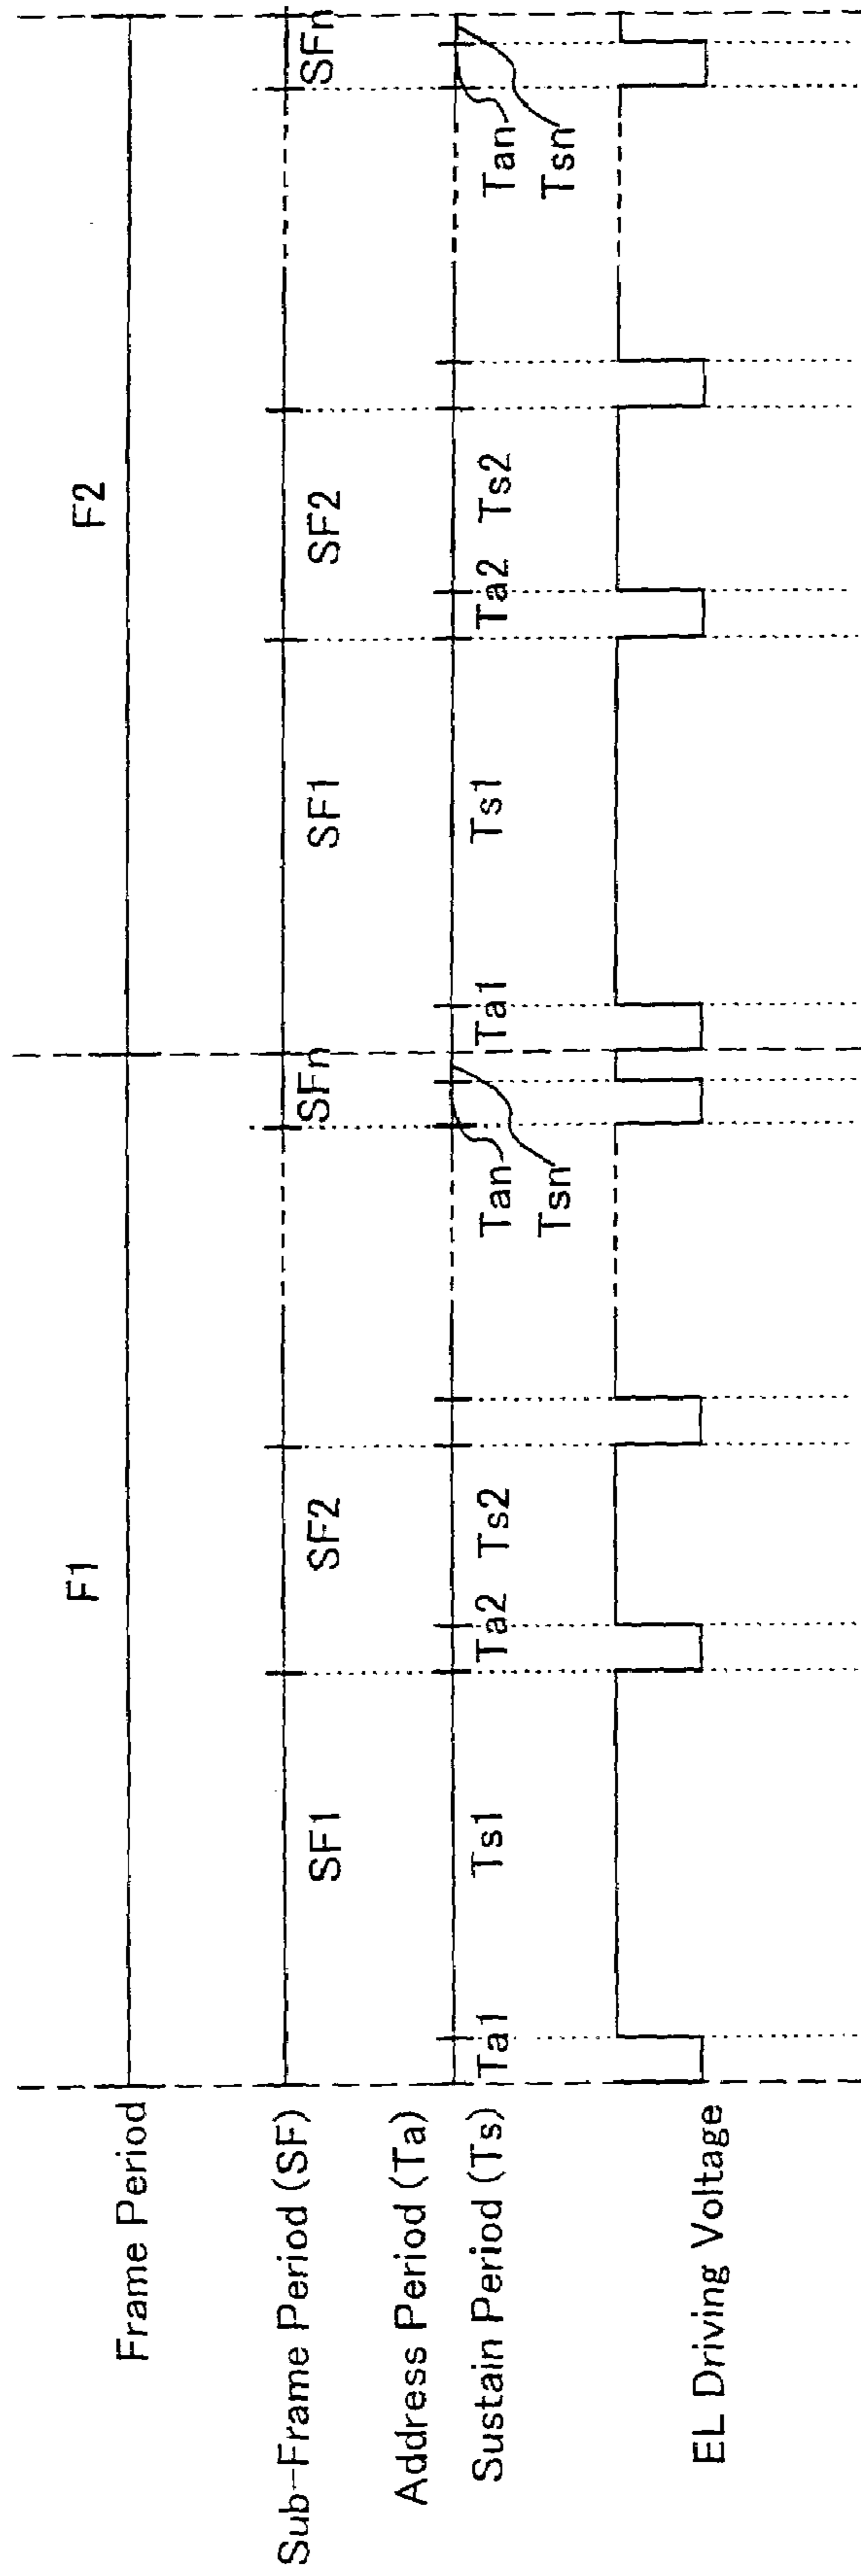 Frame Period
F1
F2
Sub-Frame Period (SF)
SF1
SF2
SFn
SF1
SF2
SFn
Address Period (Ta)
Sustain Period (Ts)
Ta1
Ts1
Ta2
Ts2
Tan
Tsn
Ta1
Ts1
Ta2
Ts2
Tan
Tsn
EL Driving Voltage